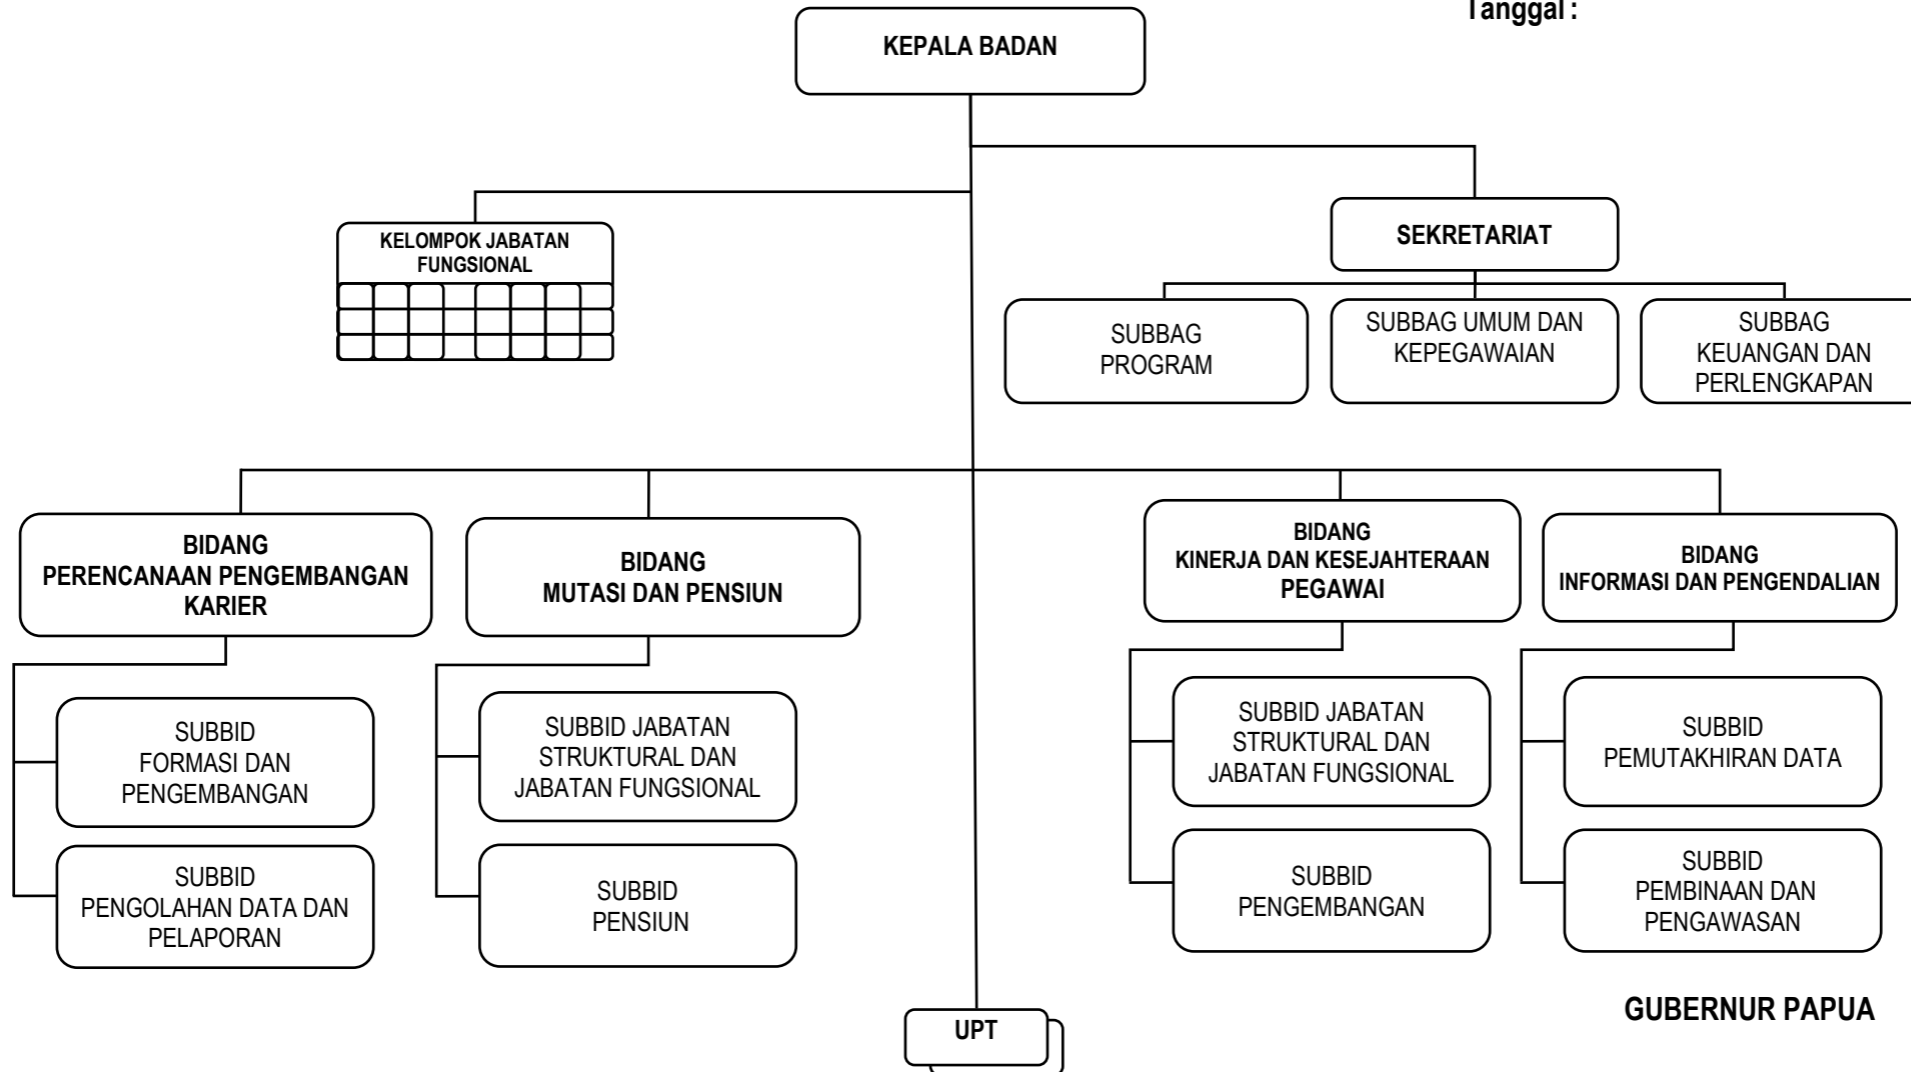 Tanggal :
KEPALA BADAN
KELOMPOK JABATAN
FUNGSIONAL
SEKRETARIAT
SUBBAG
PROGRAM
SUBBAG UMUM DAN
KEPEGAWAIAN
SUBBAG
KEUANGAN DAN
PERLENGKAPAN
BIDANG
PERENCANAAN PENGEMBANGAN
KARIER
BIDANG
MUTASI DAN PENSIUN
BIDANG
KINERJA DAN KESEJAHTERAAN
PEGAWAI
BIDANG
INFORMASI DAN PENGENDALIAN
SUBBID
FORMASI DAN
PENGEMBANGAN
SUBBID JABATAN
STRUKTURAL DAN
JABATAN FUNGSIONAL
SUBBID JABATAN
STRUKTURAL DAN
JABATAN FUNGSIONAL
SUBBID
PEMUTAKHIRAN DATA
SUBBID
PENGOLAHAN DATA DAN
PELAPORAN
SUBBID
PENSIUN
SUBBID
PENGEMBANGAN
SUBBID
PEMBINAAN DAN
PENGAWASAN
UPT
GUBERNUR PAPUA